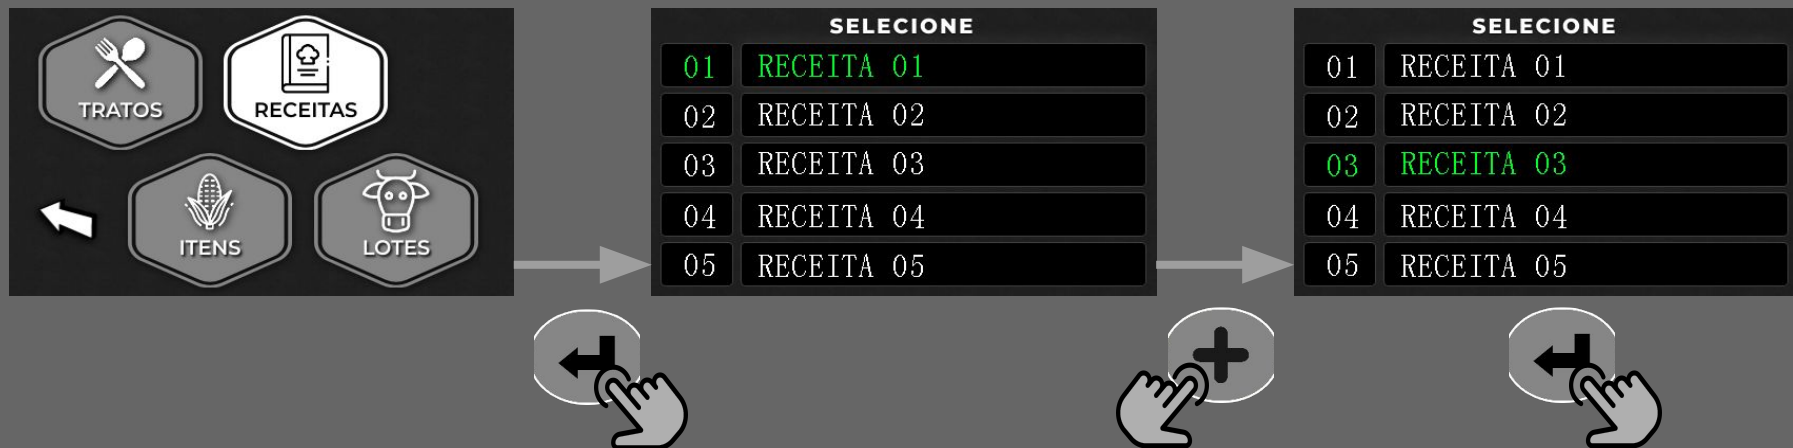 TRATOS
RECEITAS
ITENS
LOTES
SELECIONE
01 RECEITA 01
02 RECEITA 02
03 RECEITA 03
04 RECEITA 04
05 RECEITA 05
SELECIONE
01 RECEITA 01
02 RECEITA 02
03 RECEITA 03
04 RECEITA 04
05 RECEITA 05